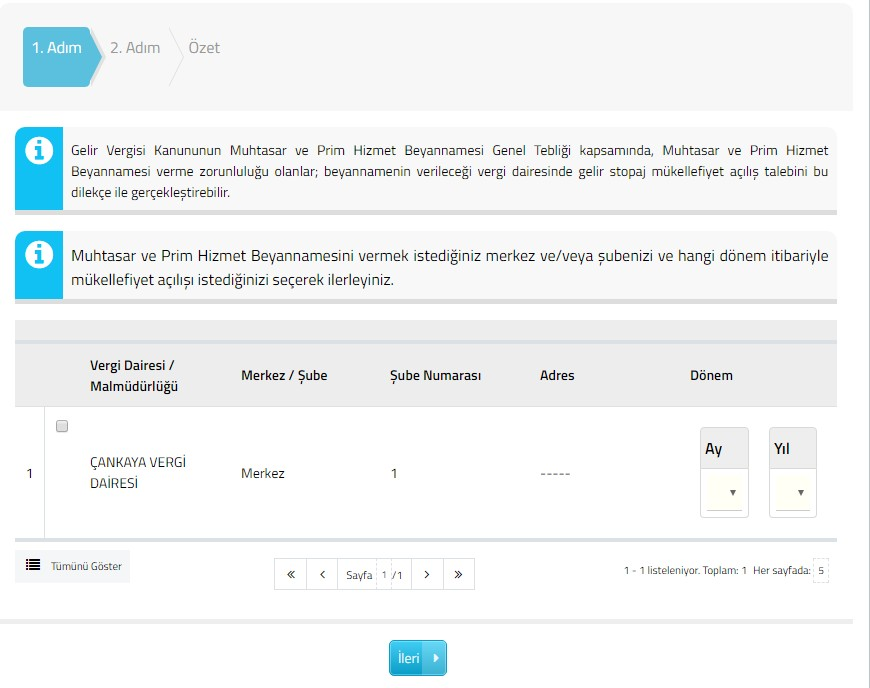 1. Adım
2. Adım
Özet
Gelir Vergisi Kanununun Muhtasar ve Prim Hizmet Beyannamesi Genel Tebliği kapsamında, Muhtasar ve Prim Hizmet
Beyannamesi verme zorunluluğu olanlar; beyannamenin verileceği vergi dairesinde gelir stopaj mükellefiyet açılış talebini bu
dilekçe ile gerçekleştirebilir.
Muhtasar ve Prim Hizmet Beyannamesini vermek istediğiniz merkez ve/veya şubenizi ve hangi dönem itibariyle
mükellefiyet açılışı istediğinizi seçerek ilerleyiniz.
Vergi Dairesi /
Malmüdürlüğü
Merkez / Şube
Şube Numarası
Adres
Dönem
1
ÇANKAYA VERGİ
DAİRESİ
Merkez
1
-----
Ay
Yıl
Tümünü Göster
« ‹ Sayfa 1 /1 › »
1 - 1 listeleniyor. Toplam: 1 Her sayfada: 5
İleri